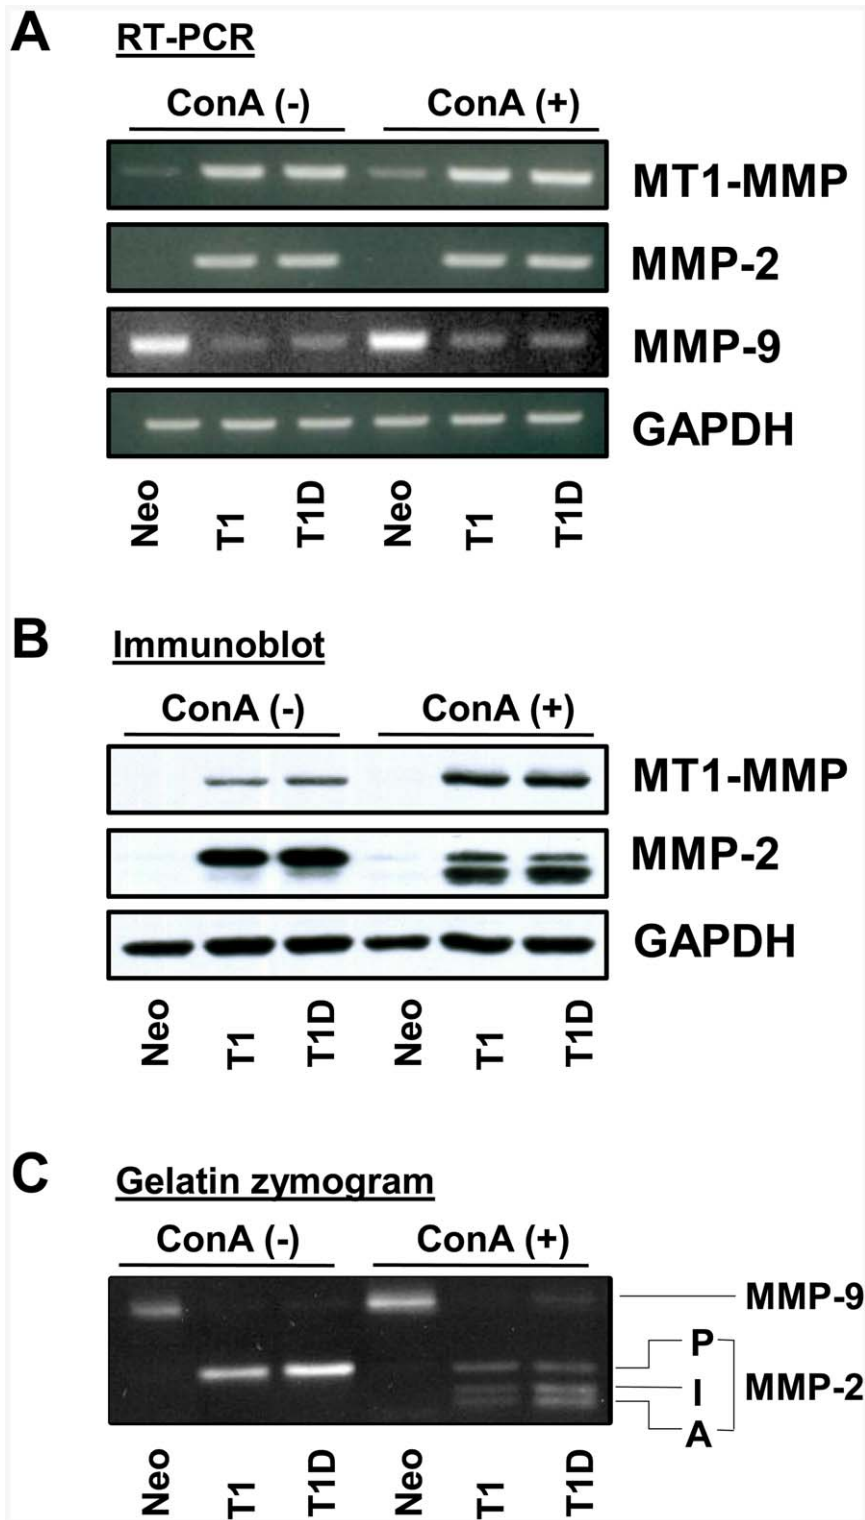 A RT-PCR
ConA (-) ConA (+)
MT1-MMP
MMP-2
MMP-9
GAPDH
Neo T1 T1D Neo T1 T1D
B Immunoblot
ConA (-) ConA (+)
MT1-MMP
MMP-2
GAPDH
Neo T1 T1D Neo T1 T1D
C Gelatin zymogram
ConA (-) ConA (+)
MMP-9
P
I MMP-2
A
Neo T1 T1D Neo T1 T1D